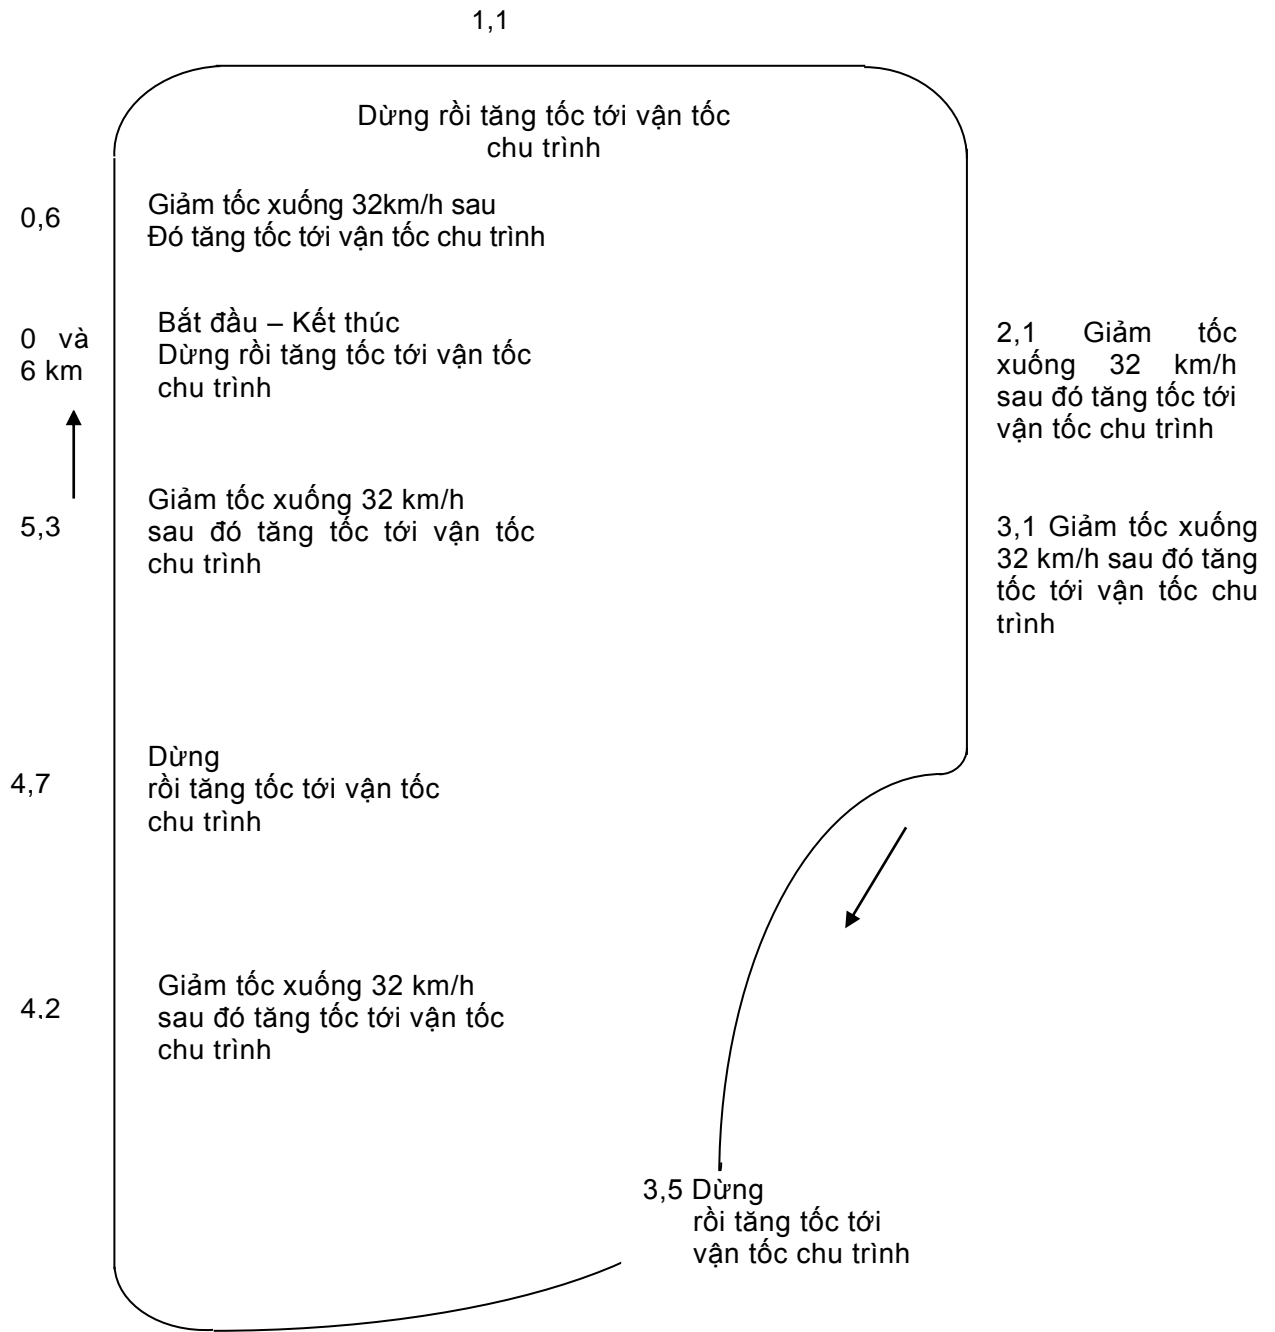 1,1
Dừng rồi tăng tốc tới vận tốc
chu trình
0,6
Giảm tốc xuống 32km/h sau
Đó tăng tốc tới vận tốc chu trình
0 và
6 km
Bắt đầu – Kết thúc
Dừng rồi tăng tốc tới vận tốc
chu trình
2,1 Giảm tốc
xuống 32 km/h
sau đó tăng tốc tới
vận tốc chu trình
5,3
Giảm tốc xuống 32 km/h
sau đó tăng tốc tới vận tốc
chu trình
3,1 Giảm tốc xuống
32 km/h sau đó tăng
tốc tới vận tốc chu
trình
4,7
Dừng
rồi tăng tốc tới vận tốc
chu trình
4.2
Giảm tốc xuống 32 km/h
sau đó tăng tốc tới vận tốc
chu trình
3,5 Dừng
rồi tăng tốc tới
vận tốc chu trình